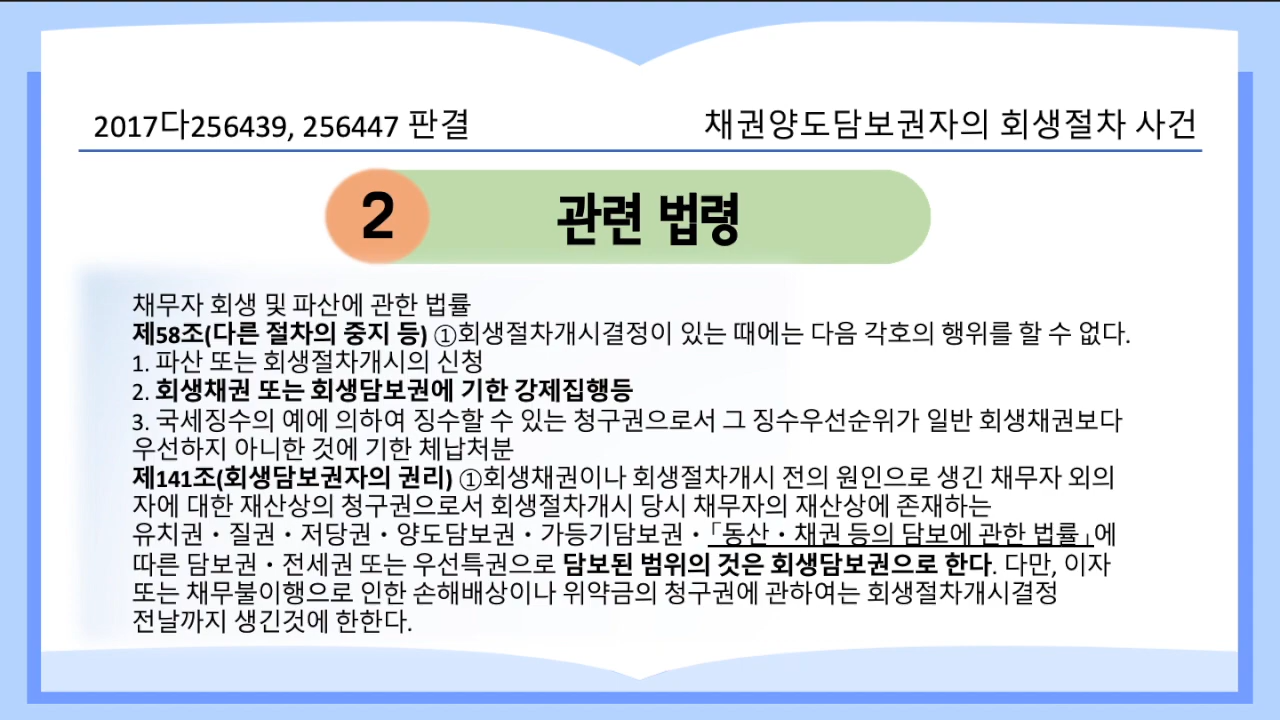 2017다256439, 256447 판결
채권양도담보권자의 회생절차 사건
2
관련 법령
채무자 회생 및 파산에 관한 법률
제58조(다른 절차의 중지 등) ①회생절차개시결정이 있는 때에는 다음 각호의 행위를 할 수 없다.
1. 파산 또는 회생절차개시의 신청
2. 회생채권 또는 회생담보권에 기한 강제집행등
3. 국세징수의 예에 의하여 징수할 수 있는 청구권으로서 그 징수우선순위가 일반 회생채권보다
우선하지 아니한 것에 기한 체납처분
제141조(회생담보권자의 권리) ①회생채권이나 회생절차개시 전의 원인으로 생긴 채무자 외의
자에 대한 재산상의 청구권으로서 회생절차개시 당시 채무자의 재산상에 존재하는
유치권・질권・저당권・양도담보권・가등기담보권・「동산・채권 등의 담보에 관한 법률」에
따른 담보권・전세권 또는 우선특권으로 담보된 범위의 것은 회생담보권으로 한다. 다만, 이자
또는 채무불이행으로 인한 손해배상이나 위약금의 청구권에 관하여는 회생절차개시결정
전날까지 생긴것에 한한다.